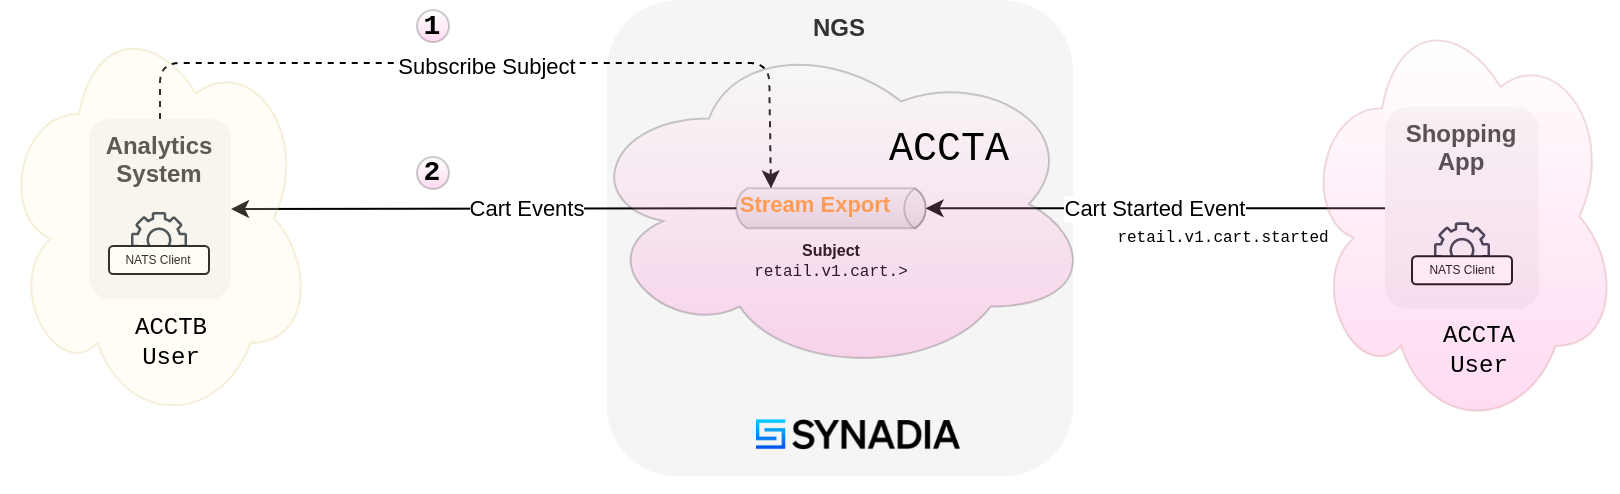 1
NGS
Subscribe Subject
Analytics
System
NATS Client
ACCTB
User
2
Cart Events
ACCTA
Stream Export
Subject
retail.v1.cart.>
SYNADIA
Cart Started Event
retail.v1.cart.started
Shopping
App
NATS Client
ACCTA
User